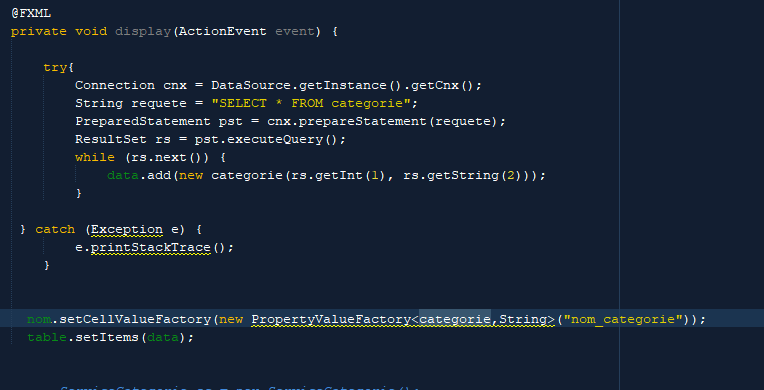 @FXML
private void display(ActionEvent event) {
try{
Connection cnx = DataSource.getInstance().getCnx();
String requete = "SELECT * FROM categorie";
PreparedStatement pst = cnx.prepareStatement(requete);
ResultSet rs = pst.executeQuery();
while (rs.next()) {
data.add(new categorie(rs.getInt(1), rs.getString(2)));
}
} catch (Exception e) {
e.printStackTrace();
}
nom.setCellValueFactory(new PropertyValueFactory<categorie,String>("nom_categorie"));
table.setItems(data);